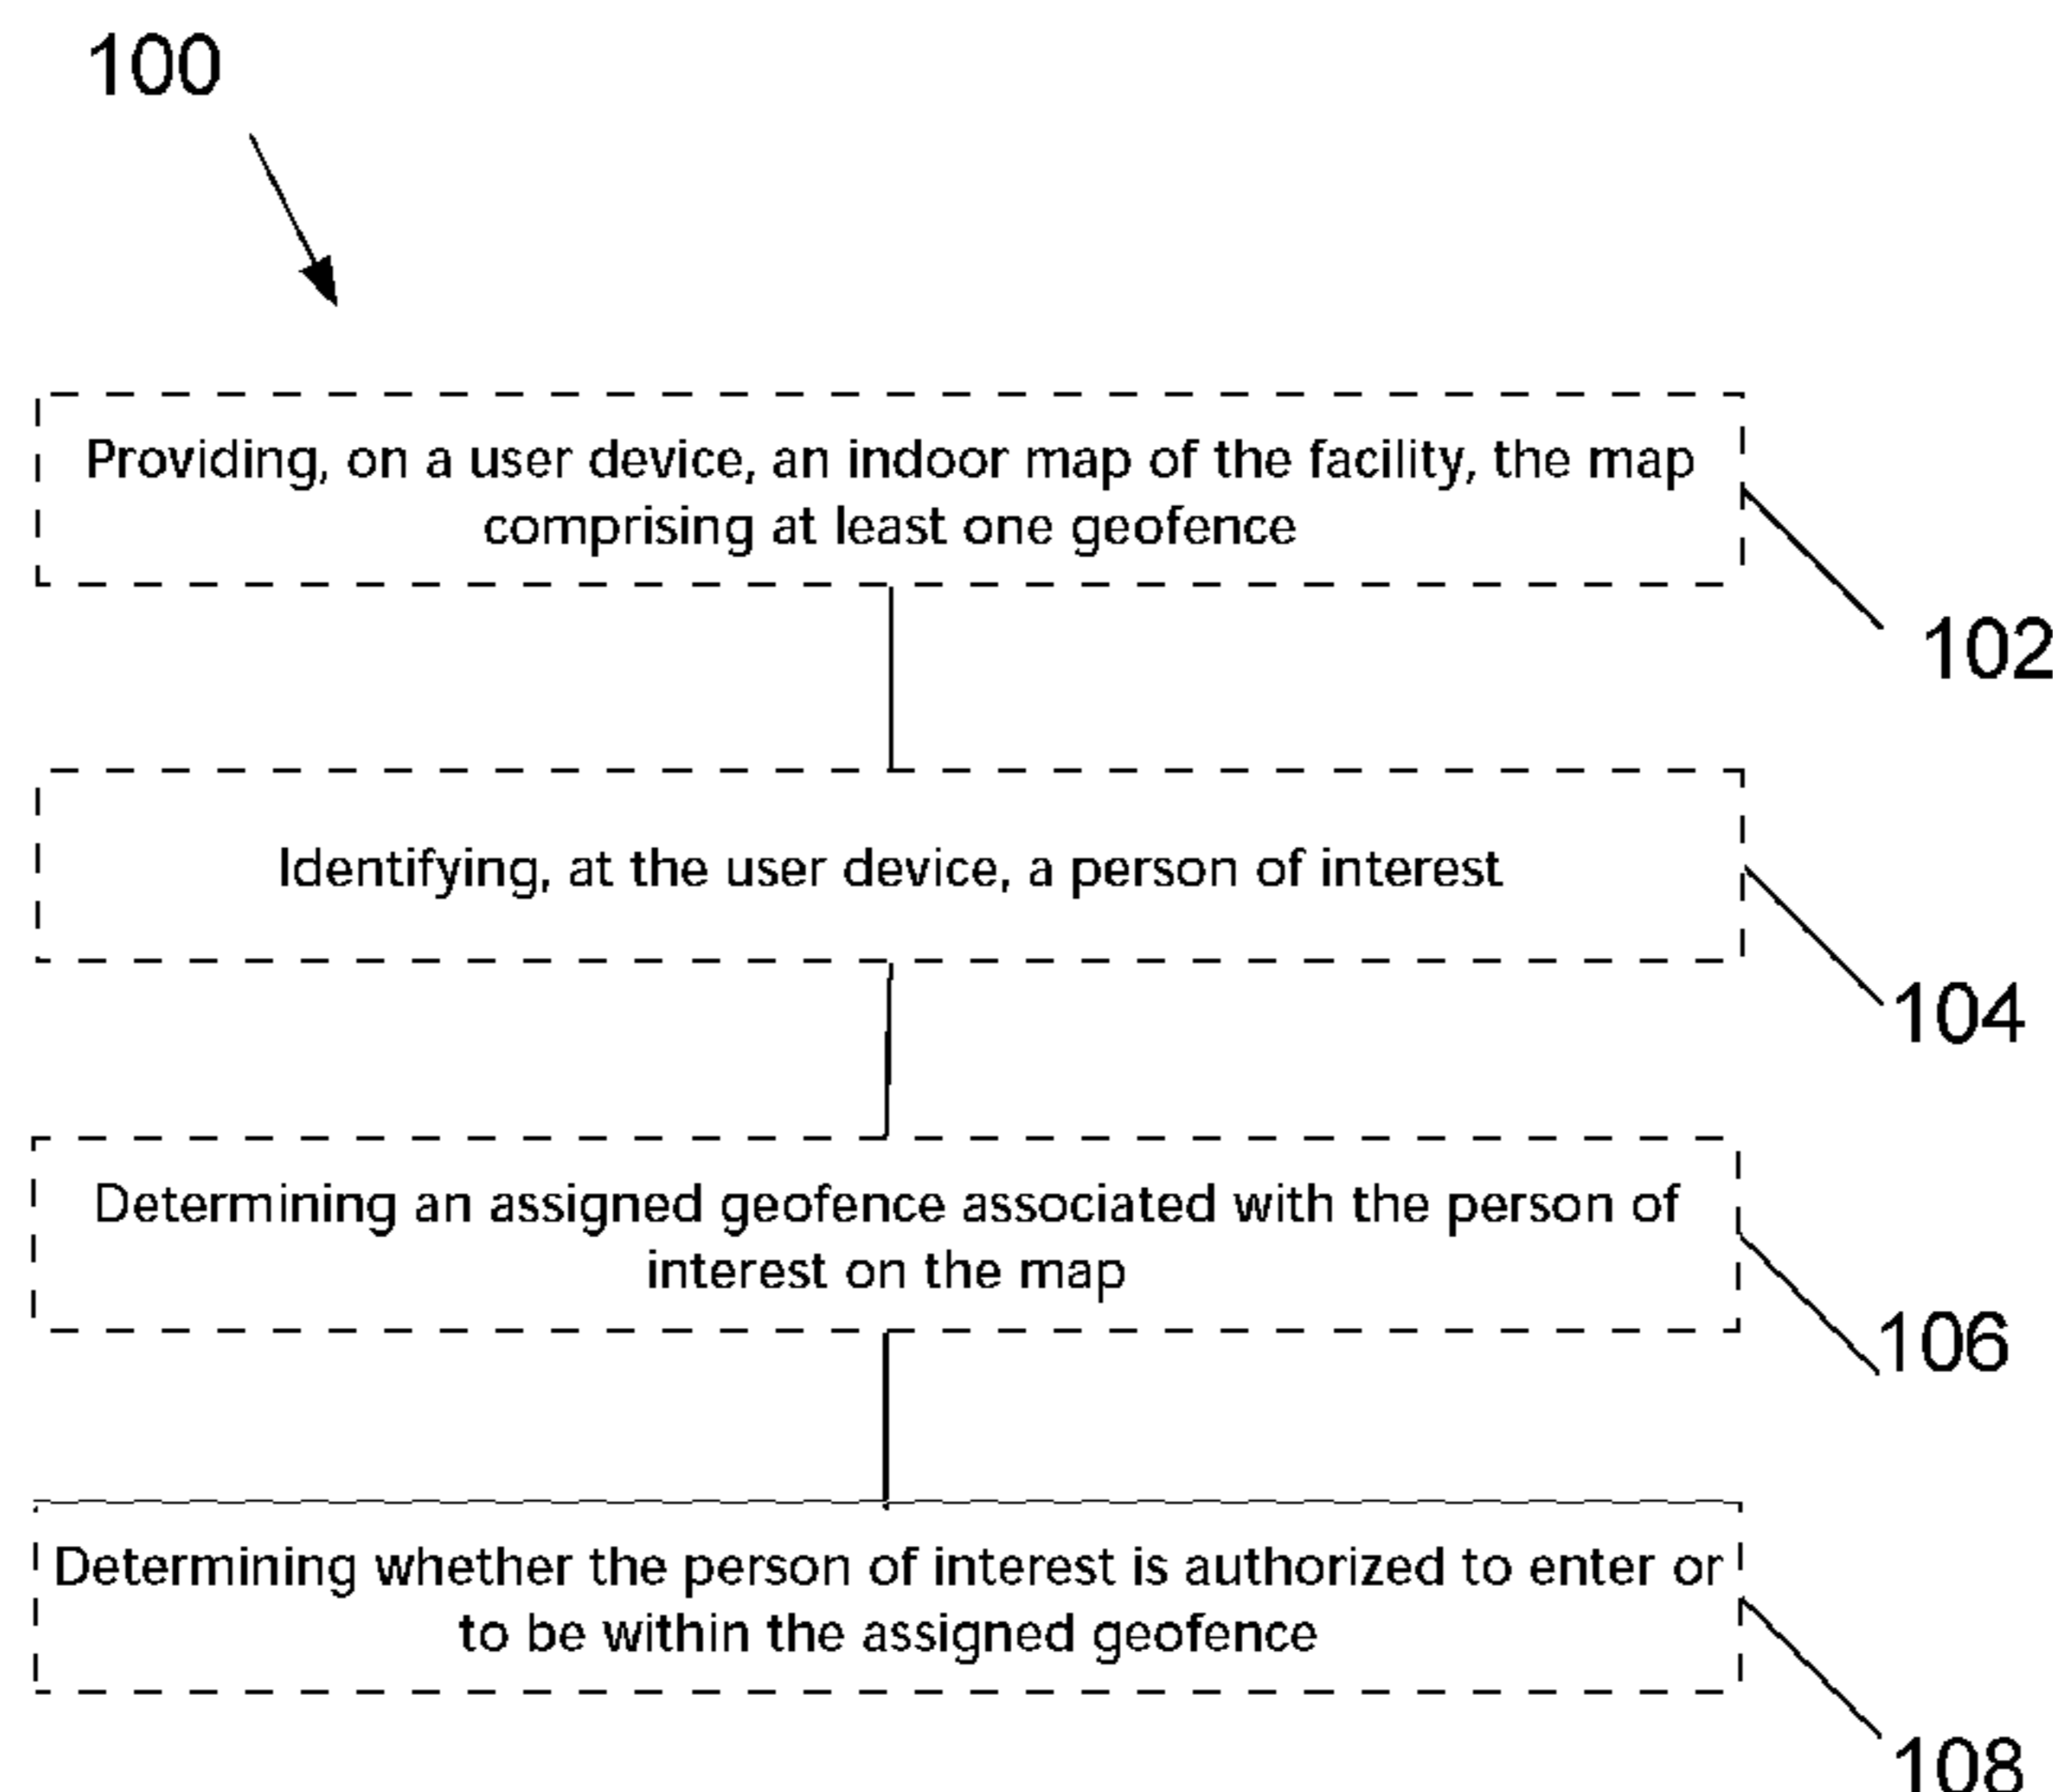 100
Providing, on a user device, an indoor map of the facility, the map
comprising at least one geofence
102
Identifying, at the user device, a person of interest
104
Determining an assigned geofence associated with the person of
interest on the map
106
Determining whether the person of interest is authorized to enter or
to be within the assigned geofence
108